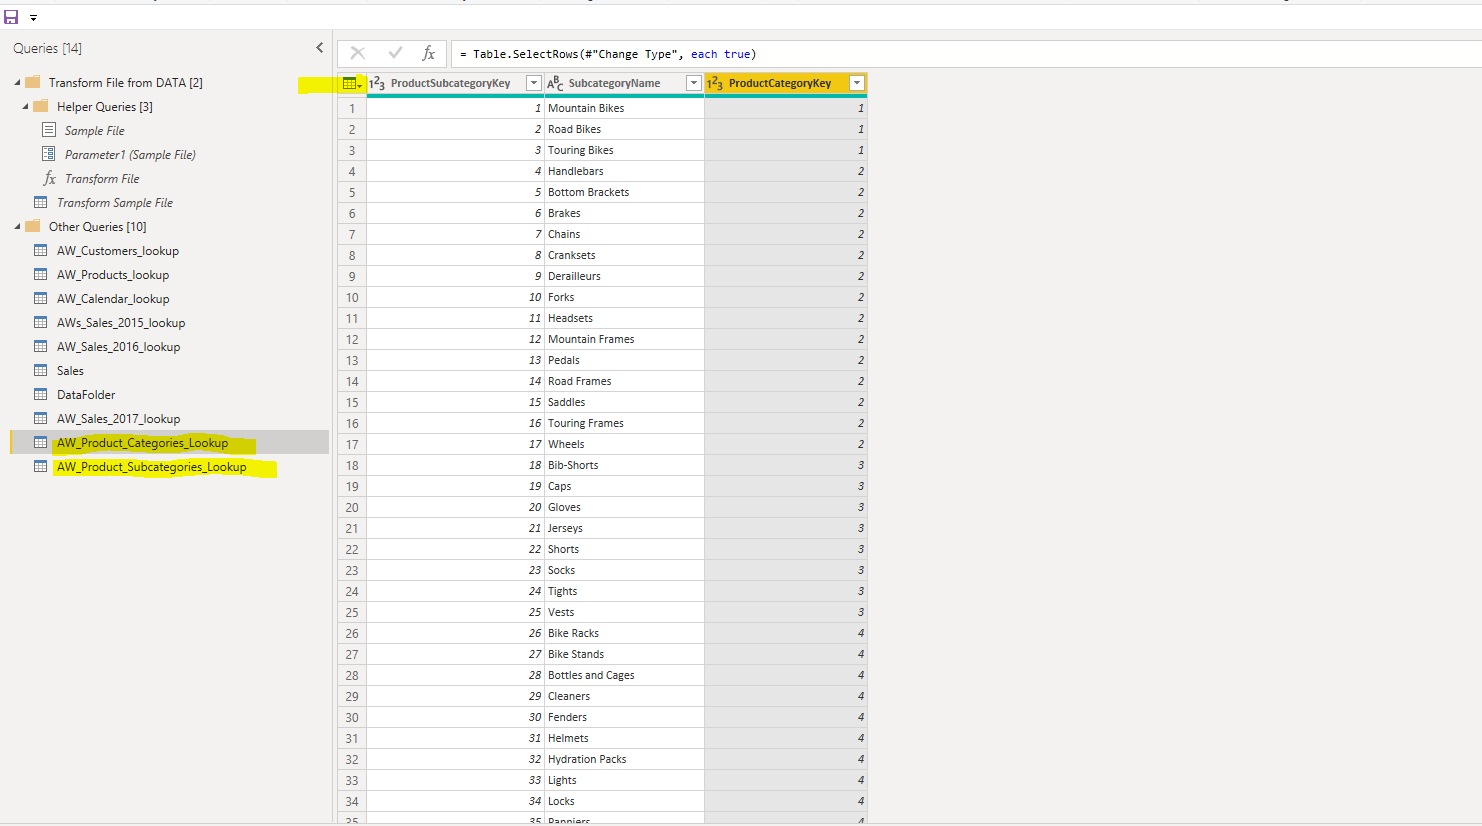 Queries [14]
= Table.SelectRows(#"Change Type", each true)
Transform File from DATA [2]
Helper Queries [3]
Sample File
Parameter1 (Sample File)
fx Transform File
Transform Sample File
Other Queries [10]
AW_Customers_lookup
AW_Products_lookup
AW_Calendar_lookup
AWs_Sales_2015_lookup
AW_Sales_2016_lookup
Sales
DataFolder
AW_Sales_2017_lookup
AW_Product_Categories_Lookup
AW_Product_Subcategories_Lookup
fx
123 ProductSubcategoryKey ABC SubcategoryName 123 ProductCategoryKey
1 1 Mountain Bikes 1
2 2 Road Bikes 1
3 3 Touring Bikes 1
4 4 Handlebars 2
5 5 Bottom Brackets 2
6 6 Brakes 2
7 7 Chains 2
8 8 Cranksets 2
9 9 Derailleurs 2
10 10 Forks 2
11 11 Headsets 2
12 12 Mountain Frames 2
13 13 Pedals 2
14 14 Road Frames 2
15 15 Saddles 2
16 16 Touring Frames 2
17 17 Wheels 2
18 18 Bib-Shorts 3
19 19 Caps 3
20 20 Gloves 3
21 21 Jerseys 3
22 22 Shorts 3
23 23 Socks 3
24 24 Tights 3
25 25 Vests 3
26 26 Bike Racks 4
27 27 Bike Stands 4
28 28 Bottles and Cages 4
29 29 Cleaners 4
30 30 Fenders 4
31 31 Helmets 4
32 32 Hydration Packs 4
33 33 Lights 4
34 34 Locks 4
35 35 Panniers 4